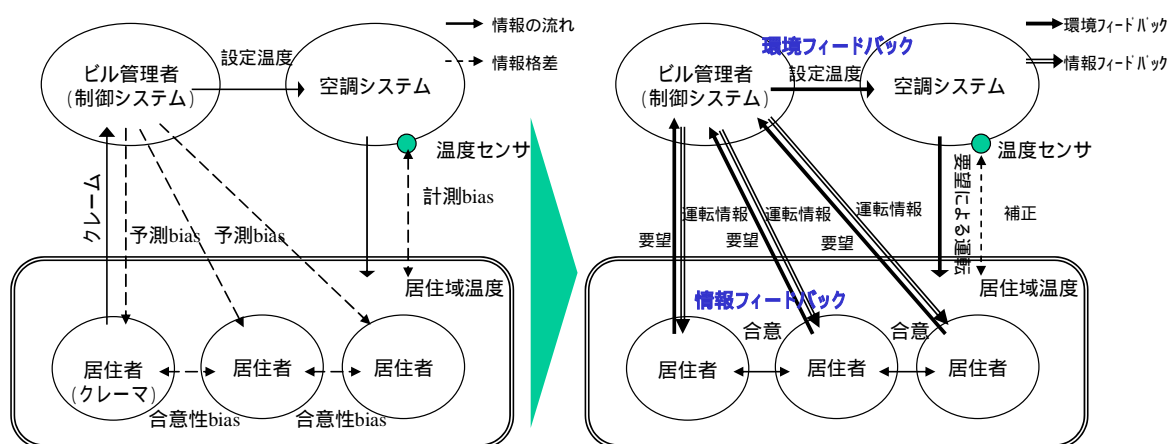 情報の流れ
情報格差
ビル管理者
(制御システム)
設定温度
空調システム
温度センサ
クレーム
予測bias
予測bias
計測bias
居住域温度
居住者
(クレーマ)
居住者
居住者
合意性bias
合意性bias
環境フィードバック
情報フィードバック
環境フィードバック
ビル管理者
(制御システム)
設定温度
空調システム
温度センサ
要望による運転
補正
運転情報
運転情報
運転情報
要望
要望
要望
居住域温度
情報フィードバック
合意
合意
居住者
居住者
居住者